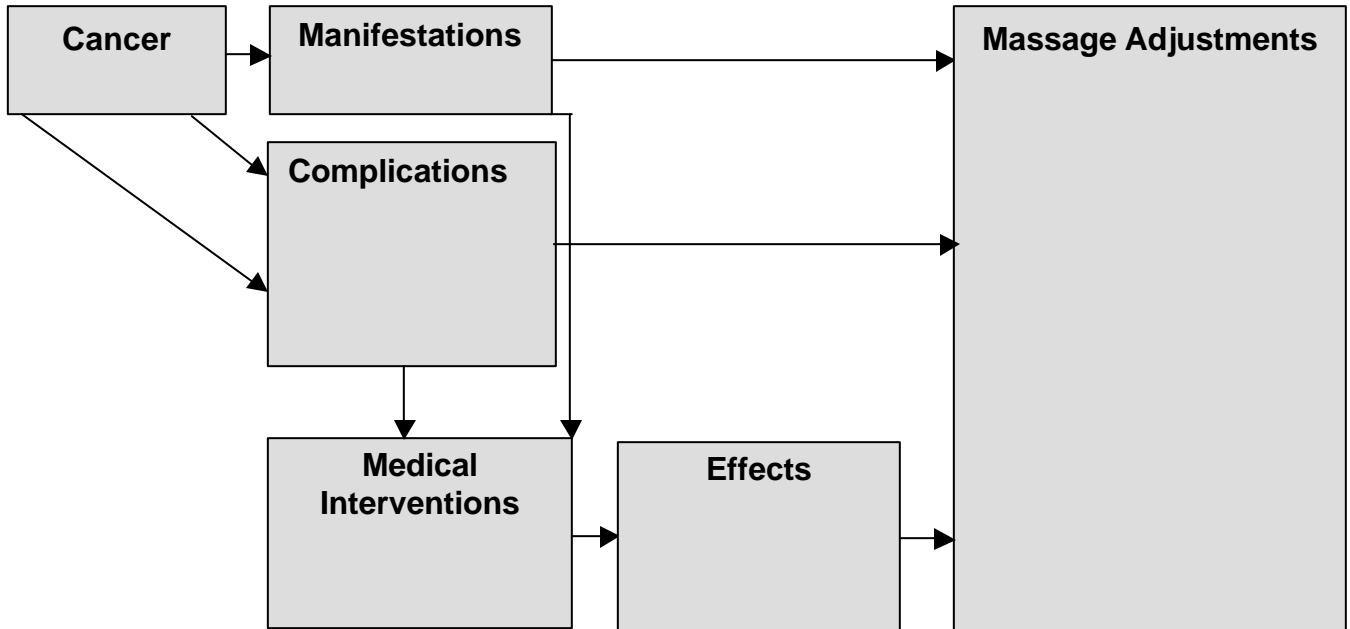 Cancer
Manifestations
Massage Adjustments
Complications
Medical
Interventions
Effects